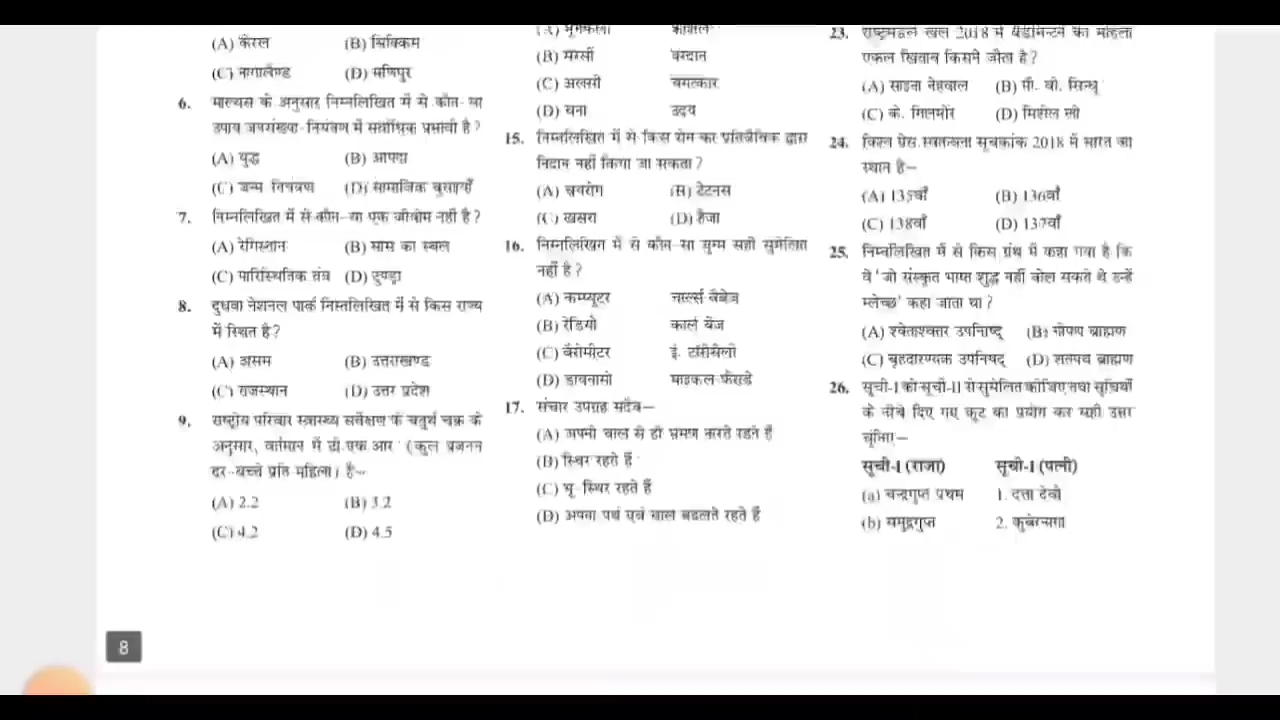 (A) केरल (B) सिक्किम
(C) नागालैण्ड (D) मणिपुर
6. माल्थस के अनुसार निम्नलिखित में से कौन-सा
उपाय जनसंख्या-नियंत्रण में सर्वाधिक प्रभावी है?
(A) युद्ध (B) आपदा
(C) जन्म नियंत्रण (D) सामाजिक बुराइयाँ
7. निम्नलिखित में से कौन-सा एक जीवोम नहीं है?
(A) रेगिस्तान (B) घास का स्थल
(C) पारिस्थितिक तंत्र (D) टुण्ड्रा
8. दुधवा नेशनल पार्क निम्नलिखित में से किस राज्य
में स्थित है?
(A) असम (B) उत्तराखण्ड
(C) राजस्थान (D) उत्तर प्रदेश
9. राष्ट्रीय परिवार स्वास्थ्य सर्वेक्षण के चतुर्थ चक्र के
अनुसार, वर्तमान में टी एफ आर (कुल प्रजनन
दर-बच्चे प्रति महिला) है–
(A) 2.2 (B) 3.2
(C) 4.2 (D) 4.5
8
(A) मूंगफली कौशल
(B) सरसों वरदान
(C) अलसी चमत्कार
(D) चना उदय
15. निम्नलिखित में से किस रोग का प्रतिजैविक द्वारा
निदान नहीं किया जा सकता?
(A) क्षयरोग (B) टेटनस
(C) खसरा (D) हैजा
16. निम्नलिखित में से कौन-सा युग्म सही सुमेलित
नहीं है?
(A) कम्प्यूटर चार्ल्स बैबेज
(B) रेडियो कार्ल बेंज
(C) बैरोमीटर ई. टॉरीसेली
(D) डायनामो माइकल फैराडे
17. संचार उपग्रह सदैव–
(A) अपनी चाल से ही भ्रमण करते रहते हैं
(B) स्थिर रहते हैं
(C) भू-स्थिर रहते हैं
(D) अपना पथ एवं चाल बदलते रहते हैं
23. राष्ट्रमंडल खेल 2018 में बैडमिन्टन का महिला
एकल खिताब किसने जीता है?
(A) साइना नेहवाल (B) पी. वी. सिन्धु
(C) के. गिलमोर (D) मिशेल ली
24. विश्व प्रेस स्वतन्त्रता सूचकांक 2018 में भारत का
स्थान है–
(A) 135वाँ (B) 136वाँ
(C) 138वाँ (D) 137वाँ
25. निम्नलिखित में से किस ग्रंथ में कहा गया है कि
वे 'जो संस्कृत भाषा शुद्ध नहीं बोल सकते थे उन्हें
म्लेच्छ' कहा जाता था?
(A) श्वेताश्वतर उपनिषद् (B) गोपथ ब्राह्मण
(C) बृहदारण्यक उपनिषद् (D) शतपथ ब्राह्मण
26. सूची-I को सूची-II से सुमेलित कीजिए तथा सूचियों
के नीचे दिए गए कूट का प्रयोग कर सही उत्तर
चुनिए–
सूची-I (राजा) सूची-I (पत्नी)
(a) चन्द्रगुप्त प्रथम 1. दत्ता देवी
(b) समुद्रगुप्त 2. कुबेरनागा